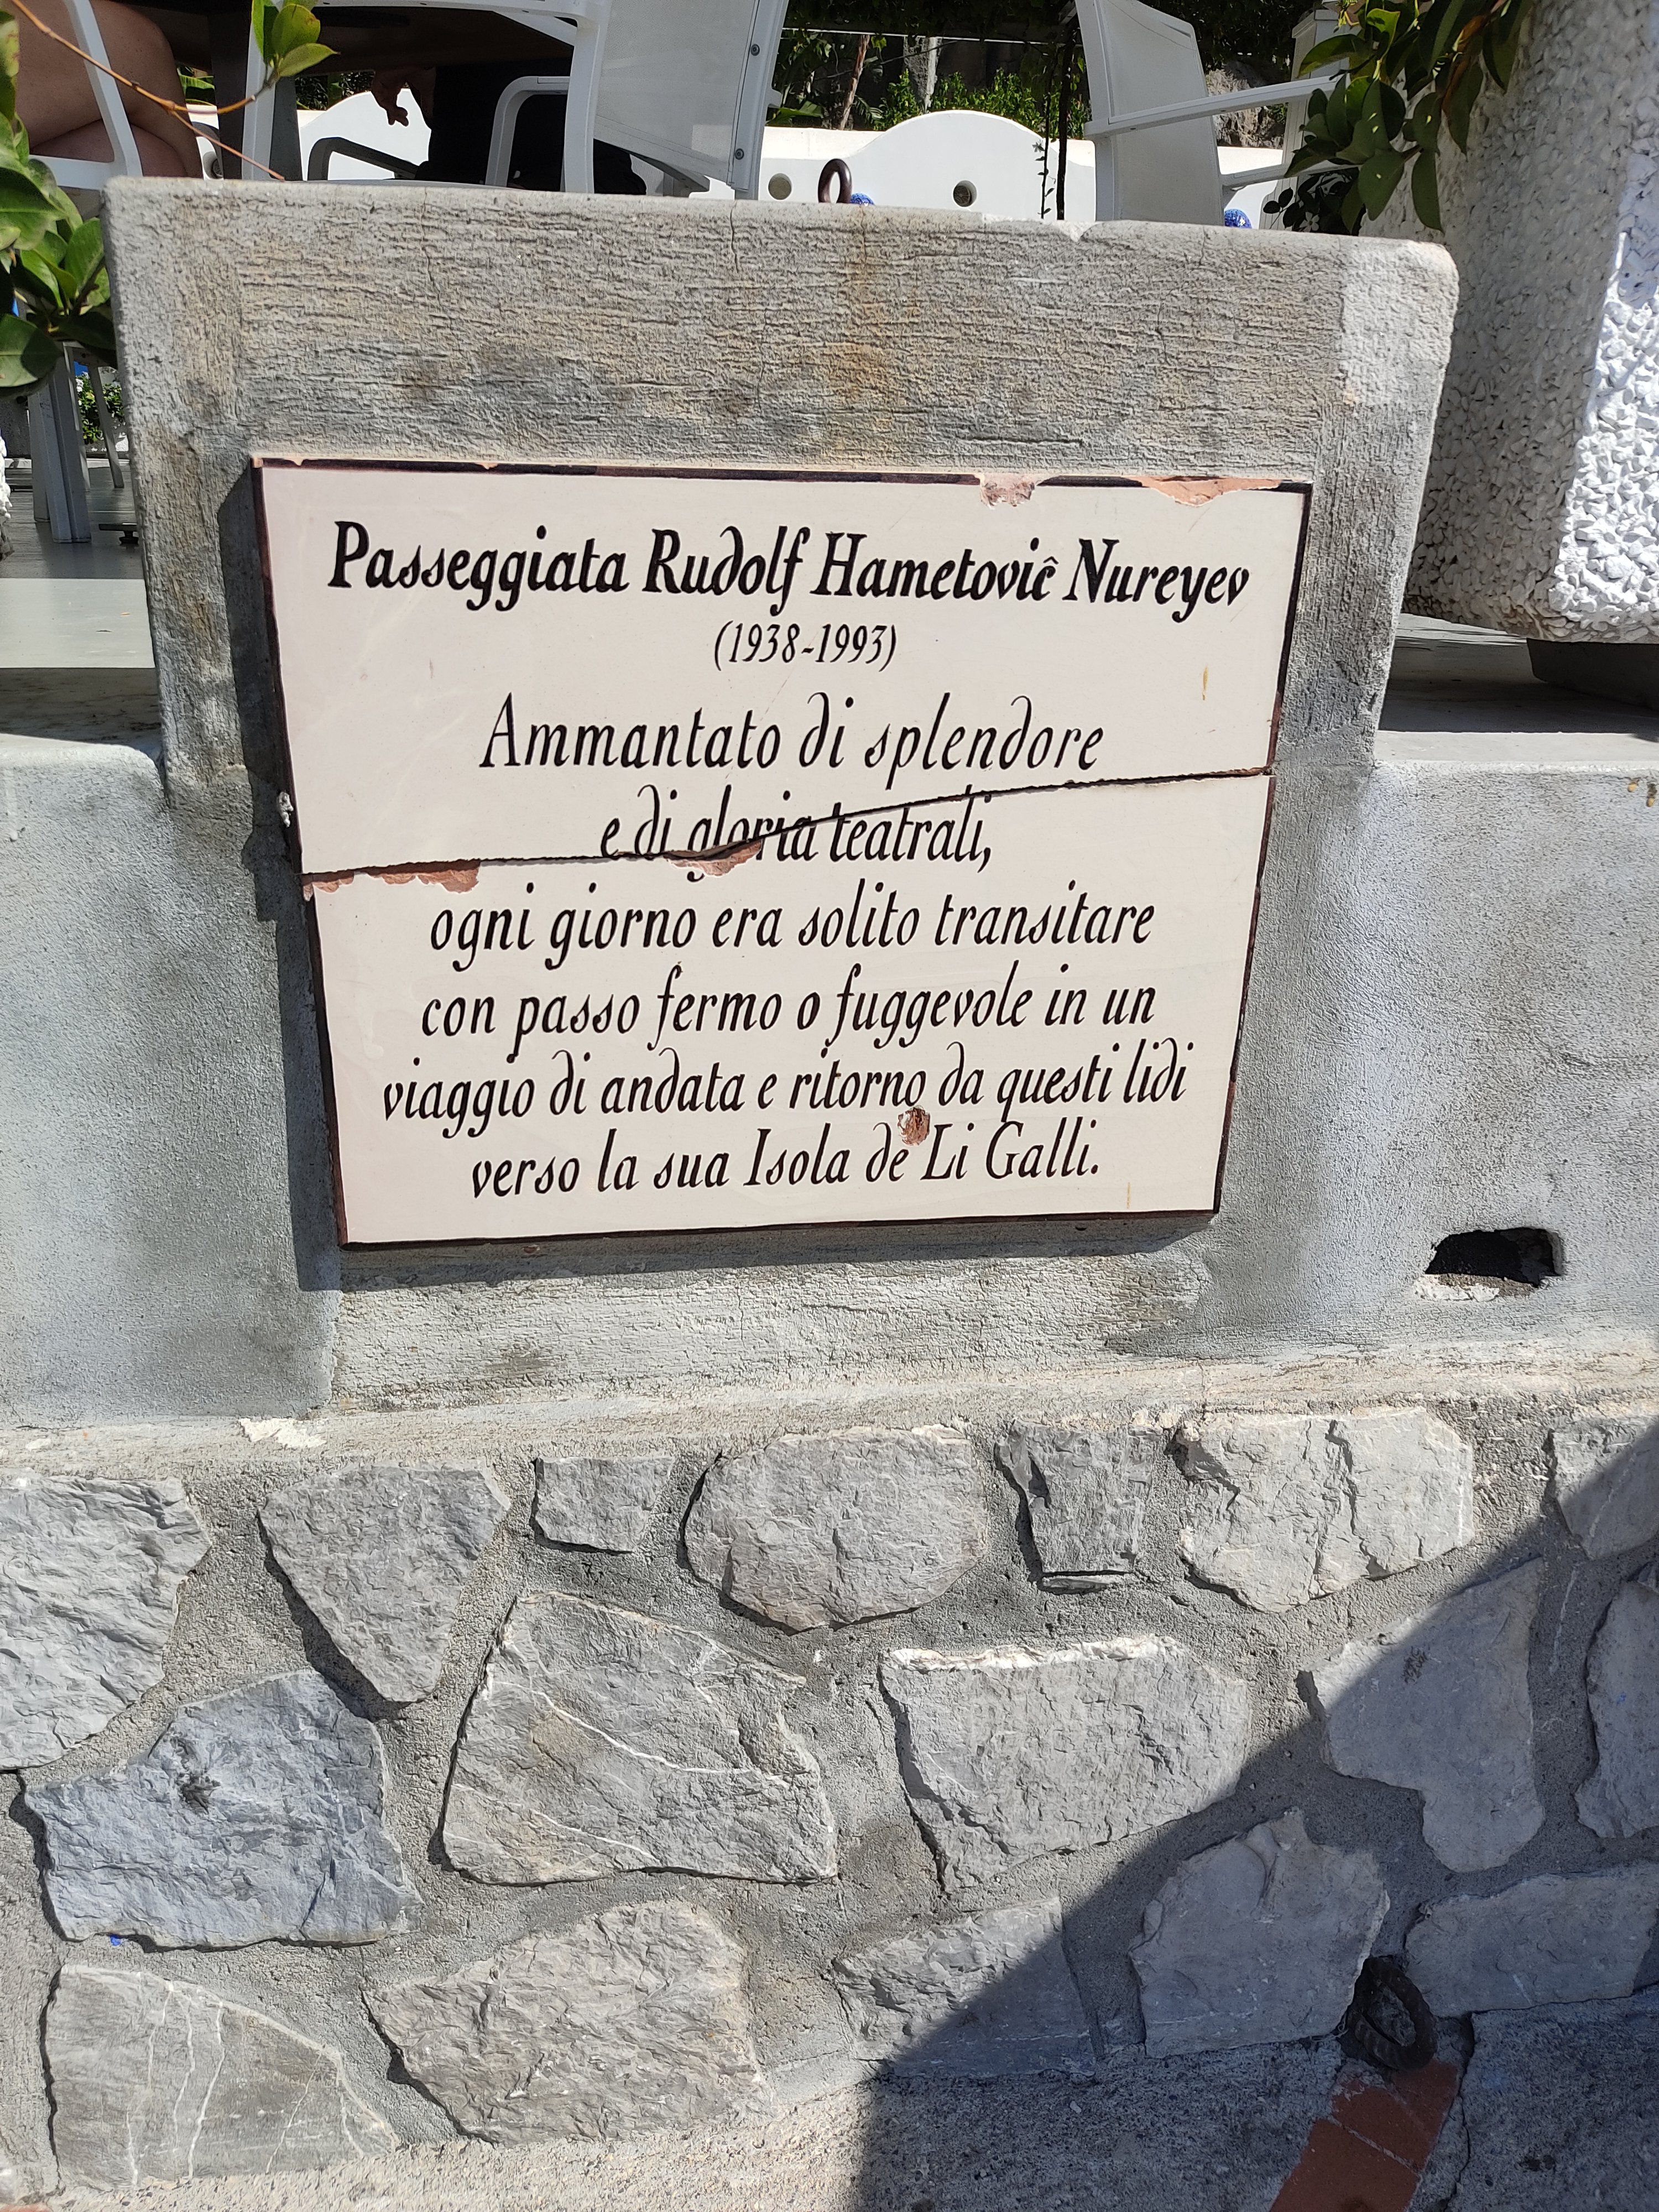 Passeggiata Rudolf Hametovič Nureyev
(1938-1993)
Ammantato di splendore
e di gloria teatrali,
ogni giorno era solito transitare
con passo fermo o fuggevole in un
viaggio di andata e ritorno da questi lidi
verso la sua Isola de' Li Galli.